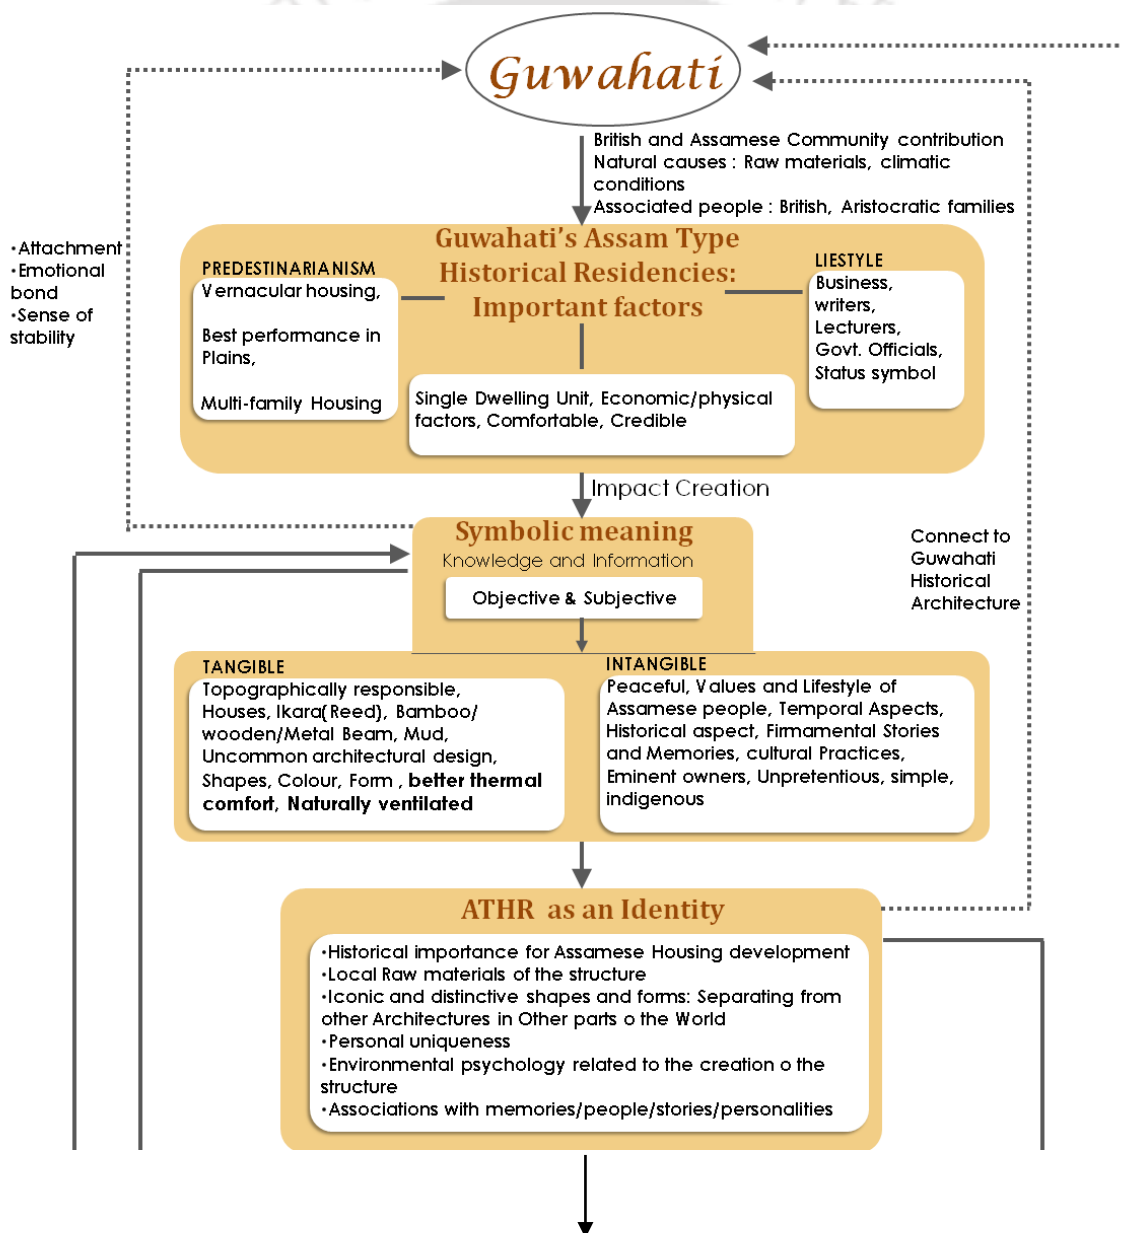 Guwahati
British and Assamese Community contribution
Natural causes : Raw materials, climatic
conditions
Associated people : British, Aristocratic families
•Attachment
•Emotional
bond
•Sense of
stability
Guwahati's Assam Type
Historical Residencies:
Important factors
PREDESTINARIANISM
Vernacular housing,
Best performance in
Plains,
Multi-family Housing
LIESTYLE
Business,
writers,
Lecturers,
Govt. Officials,
Status symbol
Single Dwelling Unit, Economic/physical
factors, Comfortable, Credible
Impact Creation
Symbolic meaning
Knowledge and Information
Objective & Subjective
Connect to
Guwahati
Historical
Architecture
TANGIBLE
Topographically responsible,
Houses, Ikara(Reed), Bamboo/
wooden/Metal Beam, Mud,
Uncommon architectural design,
Shapes, Colour, Form , better thermal
comfort, Naturally ventilated
INTANGIBLE
Peaceful, Values and Lifestyle of
Assamese people, Temporal Aspects,
Historical aspect, Firmamental Stories
and Memories, cultural Practices,
Eminent owners, Unpretentious, simple,
indigenous
ATHR as an Identity
•Historical importance for Assamese Housing development
•Local Raw materials of the structure
•Iconic and distinctive shapes and forms: Separating from
other Architectures in Other parts o the World
•Personal uniqueness
•Environmental psychology related to the creation o the
structure
•Associations with memories/people/stories/personalities